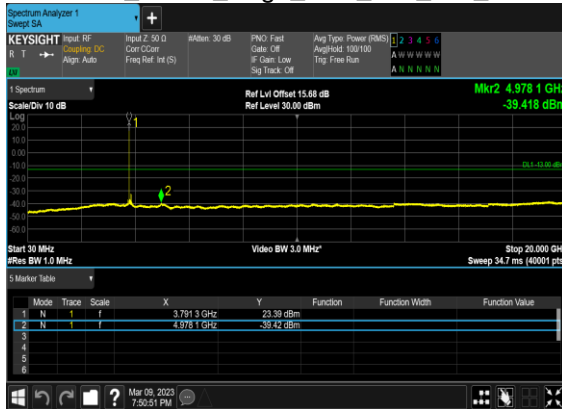 Spectrum Analyzer 1
Swept SA
+
KEYSIGHT Input: RF Input Z: 50 Ω #Atten: 30 dB PNO: Fast Avg Type: Power (RMS) 1 2 3 4 5 6
R T Coupling: DC Corr CCorr Gate: Off Avg|Hold: 100/100 A W W W W W
Align: Auto Freq Ref: Int (S) IF Gain: Low Trig: Free Run
LXI Sig Track: Off A N N N N N
1 Spectrum Ref Lvl Offset 15.68 dB Mkr2 4.978 1 GHz
Scale/Div 10 dB Ref Level 30.00 dBm -39.418 dBm
Log
20.0 1
10.0
0.00
-10.0 DL1 -13.00 dBm
-20.0
-30.0 2
-40.0
-50.0
-60.0
Start 30 MHz Video BW 3.0 MHz* Stop 20.000 GHz
#Res BW 1.0 MHz Sweep 34.7 ms (40001 pts)
5 Marker Table
Mode Trace Scale X Y Function Function Width Function Value
1 N 1 f 3.791 3 GHz 23.39 dBm
2 N 1 f 4.978 1 GHz -39.42 dBm
3
4
5
6
? Mar 09, 2023
7:50:51 PM